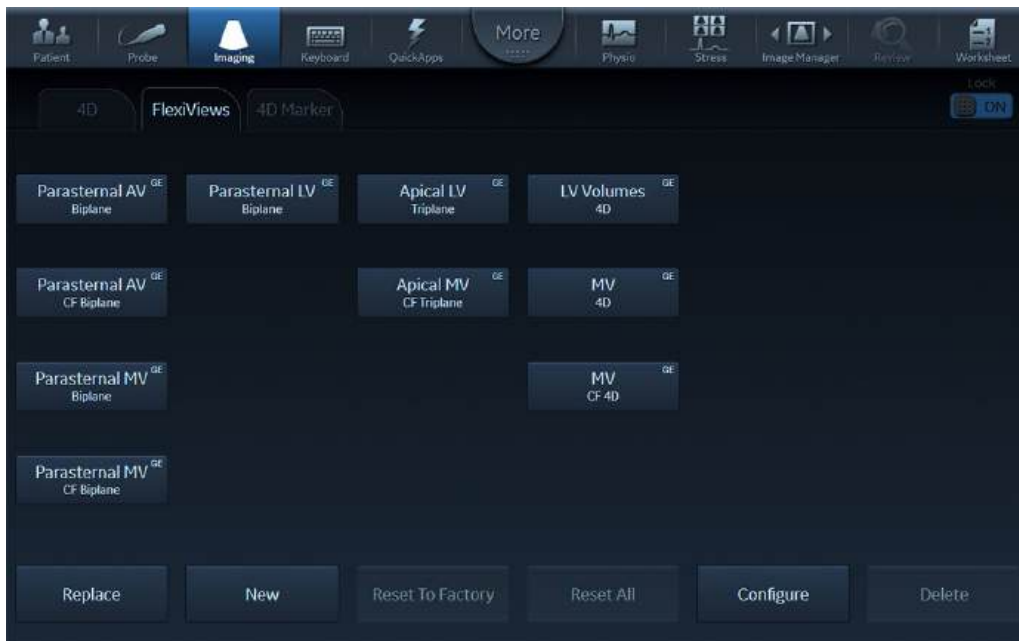 More
Patient
Probe
Imaging
Keyboard
QuickApps
Physio
Stress
Image Manager
Review
Worksheet
Lock
ON
4D
FlexiViews
4D Marker
Parasternal AV GE
Biplane
Parasternal LV GE
Biplane
Apical LV GE
Triplane
LV Volumes GE
4D
Parasternal AV GE
CF Biplane
Apical MV GE
CF Triplane
MV GE
4D
Parasternal MV GE
Biplane
MV GE
CF 4D
Parasternal MV GE
CF Biplane
Replace
New
Reset To Factory
Reset All
Configure
Delete